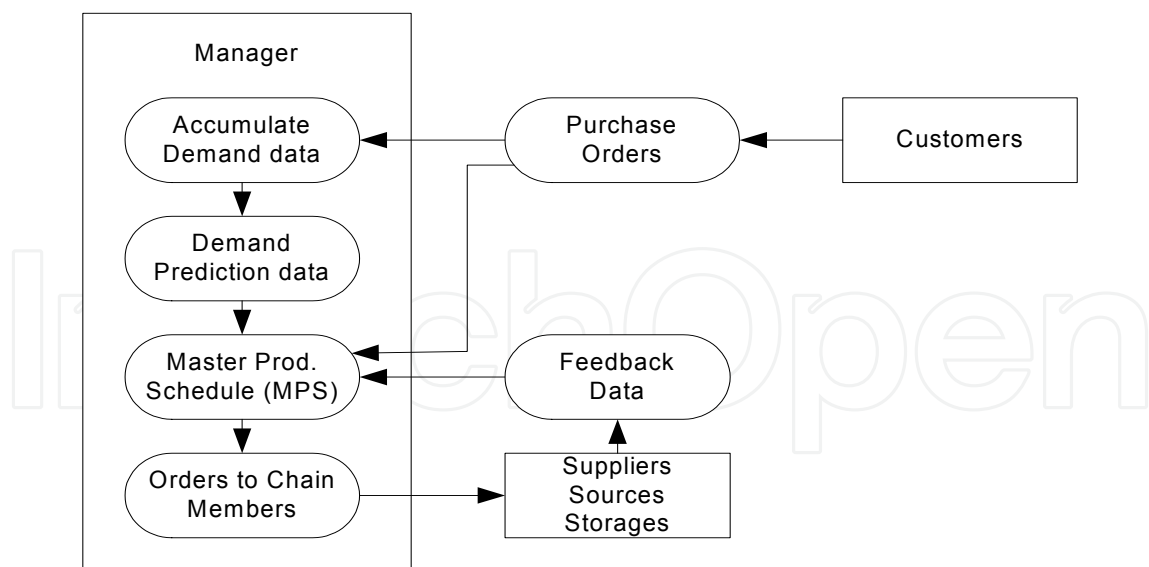 Manager
Accumulate
Demand data
Purchase
Orders
Customers
Demand
Prediction data
Master Prod.
Schedule (MPS)
Feedback
Data
Orders to Chain
Members
Suppliers
Sources
Storages
IntechOpen